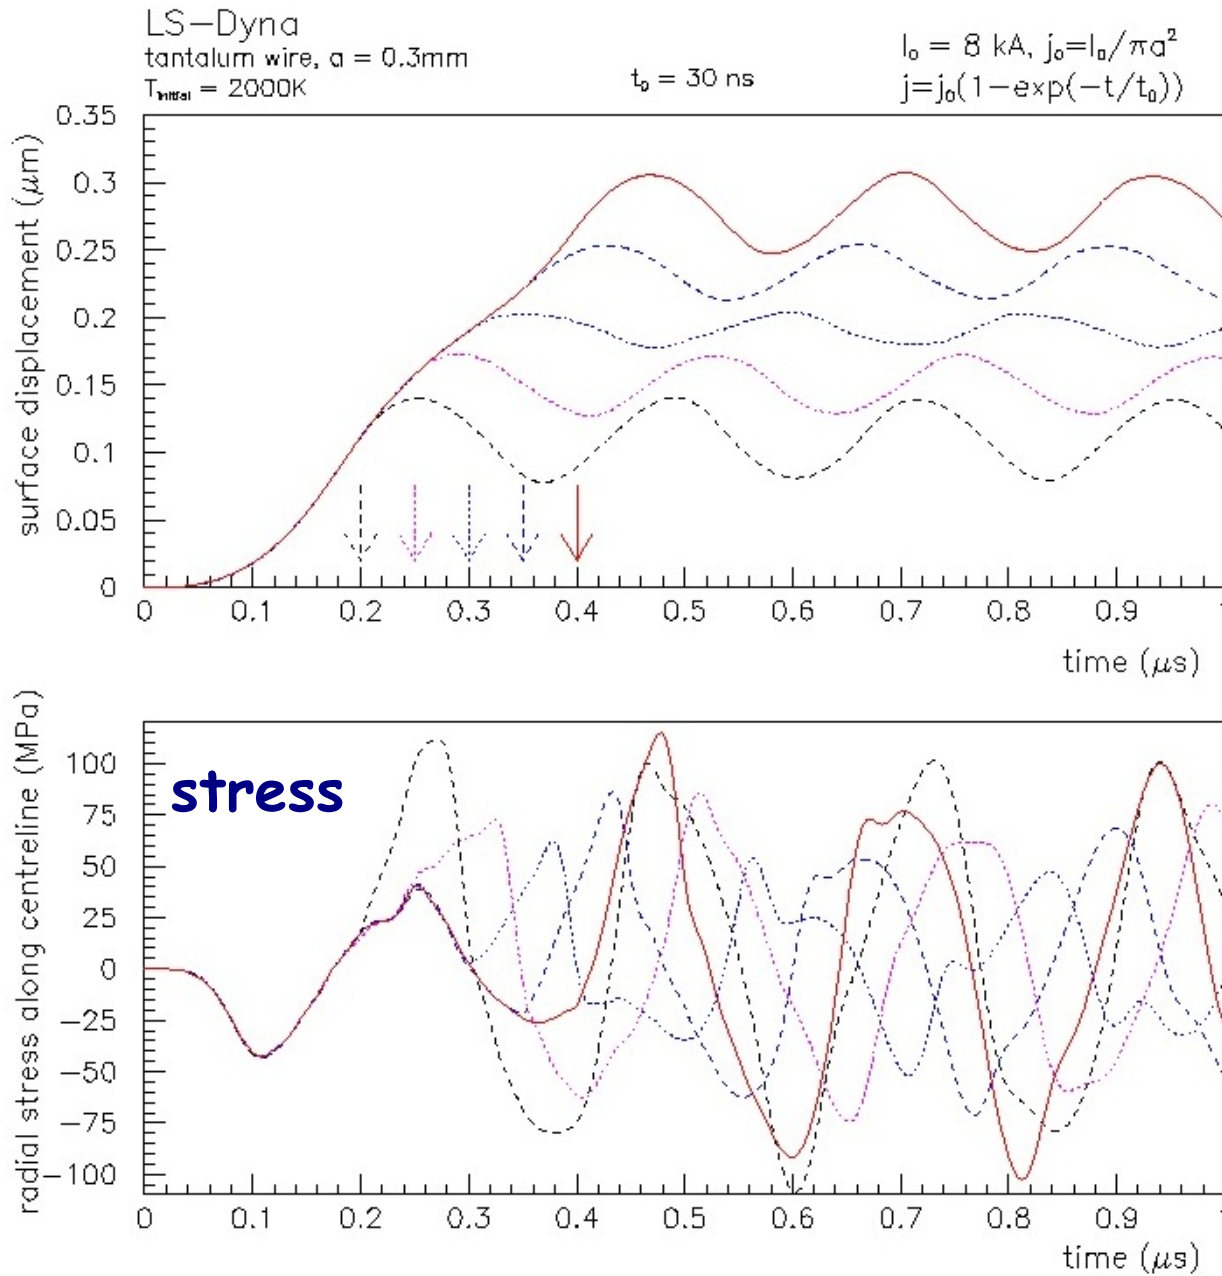 LS-Dyna
tantalum wire, a = 0.3mm
T_initial = 2000K
t₀ = 30 ns
I₀ = 8 kA, j₀=I₀/πa²
j=j₀(1-exp(-t/t₀))
surface displacement (μm)
0.35
0.3
0.25
0.2
0.15
0.1
0.05
0
0 0.1 0.2 0.3 0.4 0.5 0.6 0.7 0.8 0.9
time (μs)
radial stress along centreline (MPa)
stress
100
75
50
25
0
-25
-50
-75
-100
0 0.1 0.2 0.3 0.4 0.5 0.6 0.7 0.8 0.9
time (μs)